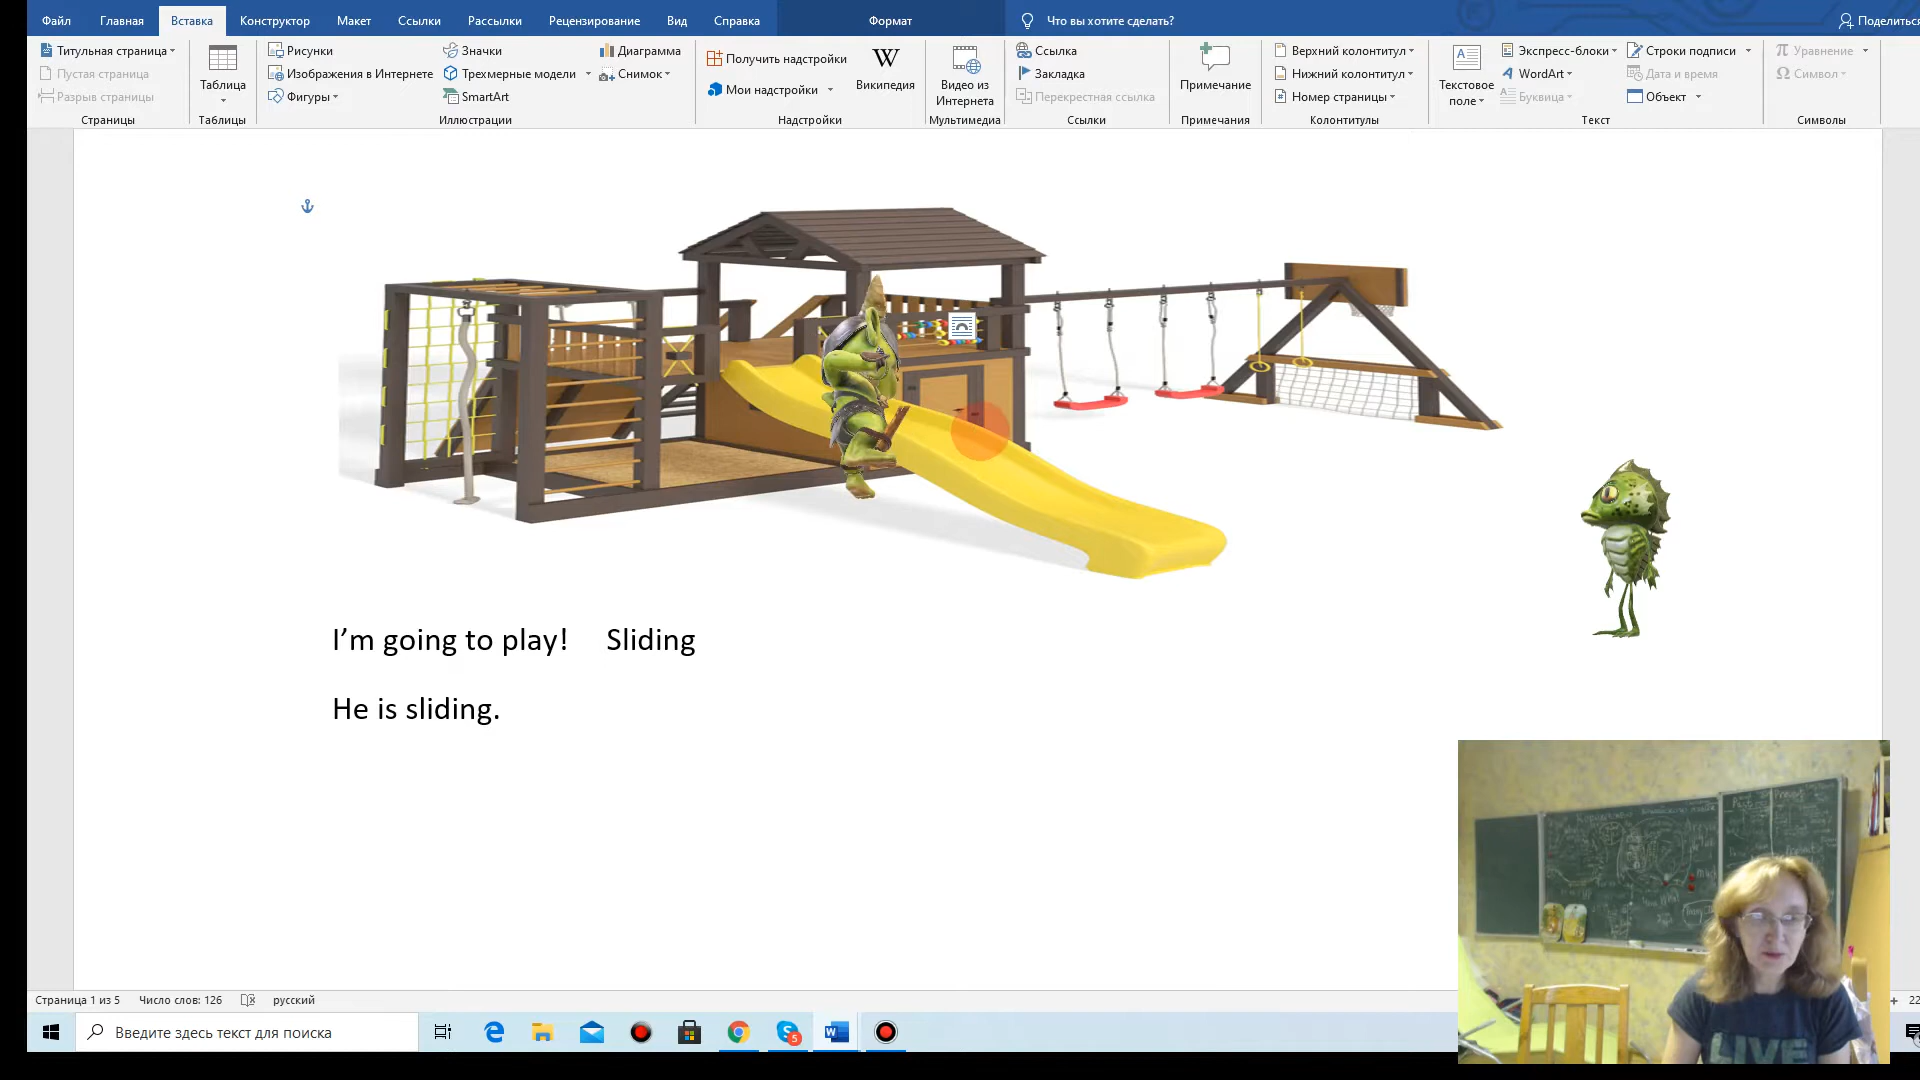 Файл Главная Вставка Конструктор Макет Ссылки Рассылки Рецензирование Вид Справка Формат Что вы хотите сделать?
Титульная страница
Пустая страница
Разрыв страницы
Страницы
Таблица
Таблицы
Рисунки
Изображения в Интернете
Фигуры
Значки
Трехмерные модели
SmartArt
Диаграмма
Снимок
Иллюстрации
Получить надстройки
Мои надстройки
W
Википедия
Надстройки
Видео из
Интернета
Мультимедиа
Ссылка
Закладка
Перекрестная ссылка
Ссылки
Примечание
Примечания
Верхний колонтитул
Нижний колонтитул
Номер страницы
Колонтитулы
Текстовое
поле
Экспресс-блоки
WordArt
Буквица
Строки подписи
Дата и время
Объект
Текст
Уравнение
Символ
Символы
I’m going to play! Sliding
He is sliding.
LIVE
Страница 1 из 5 Число слов: 126 русский
22
Введите здесь текст для поиска
5